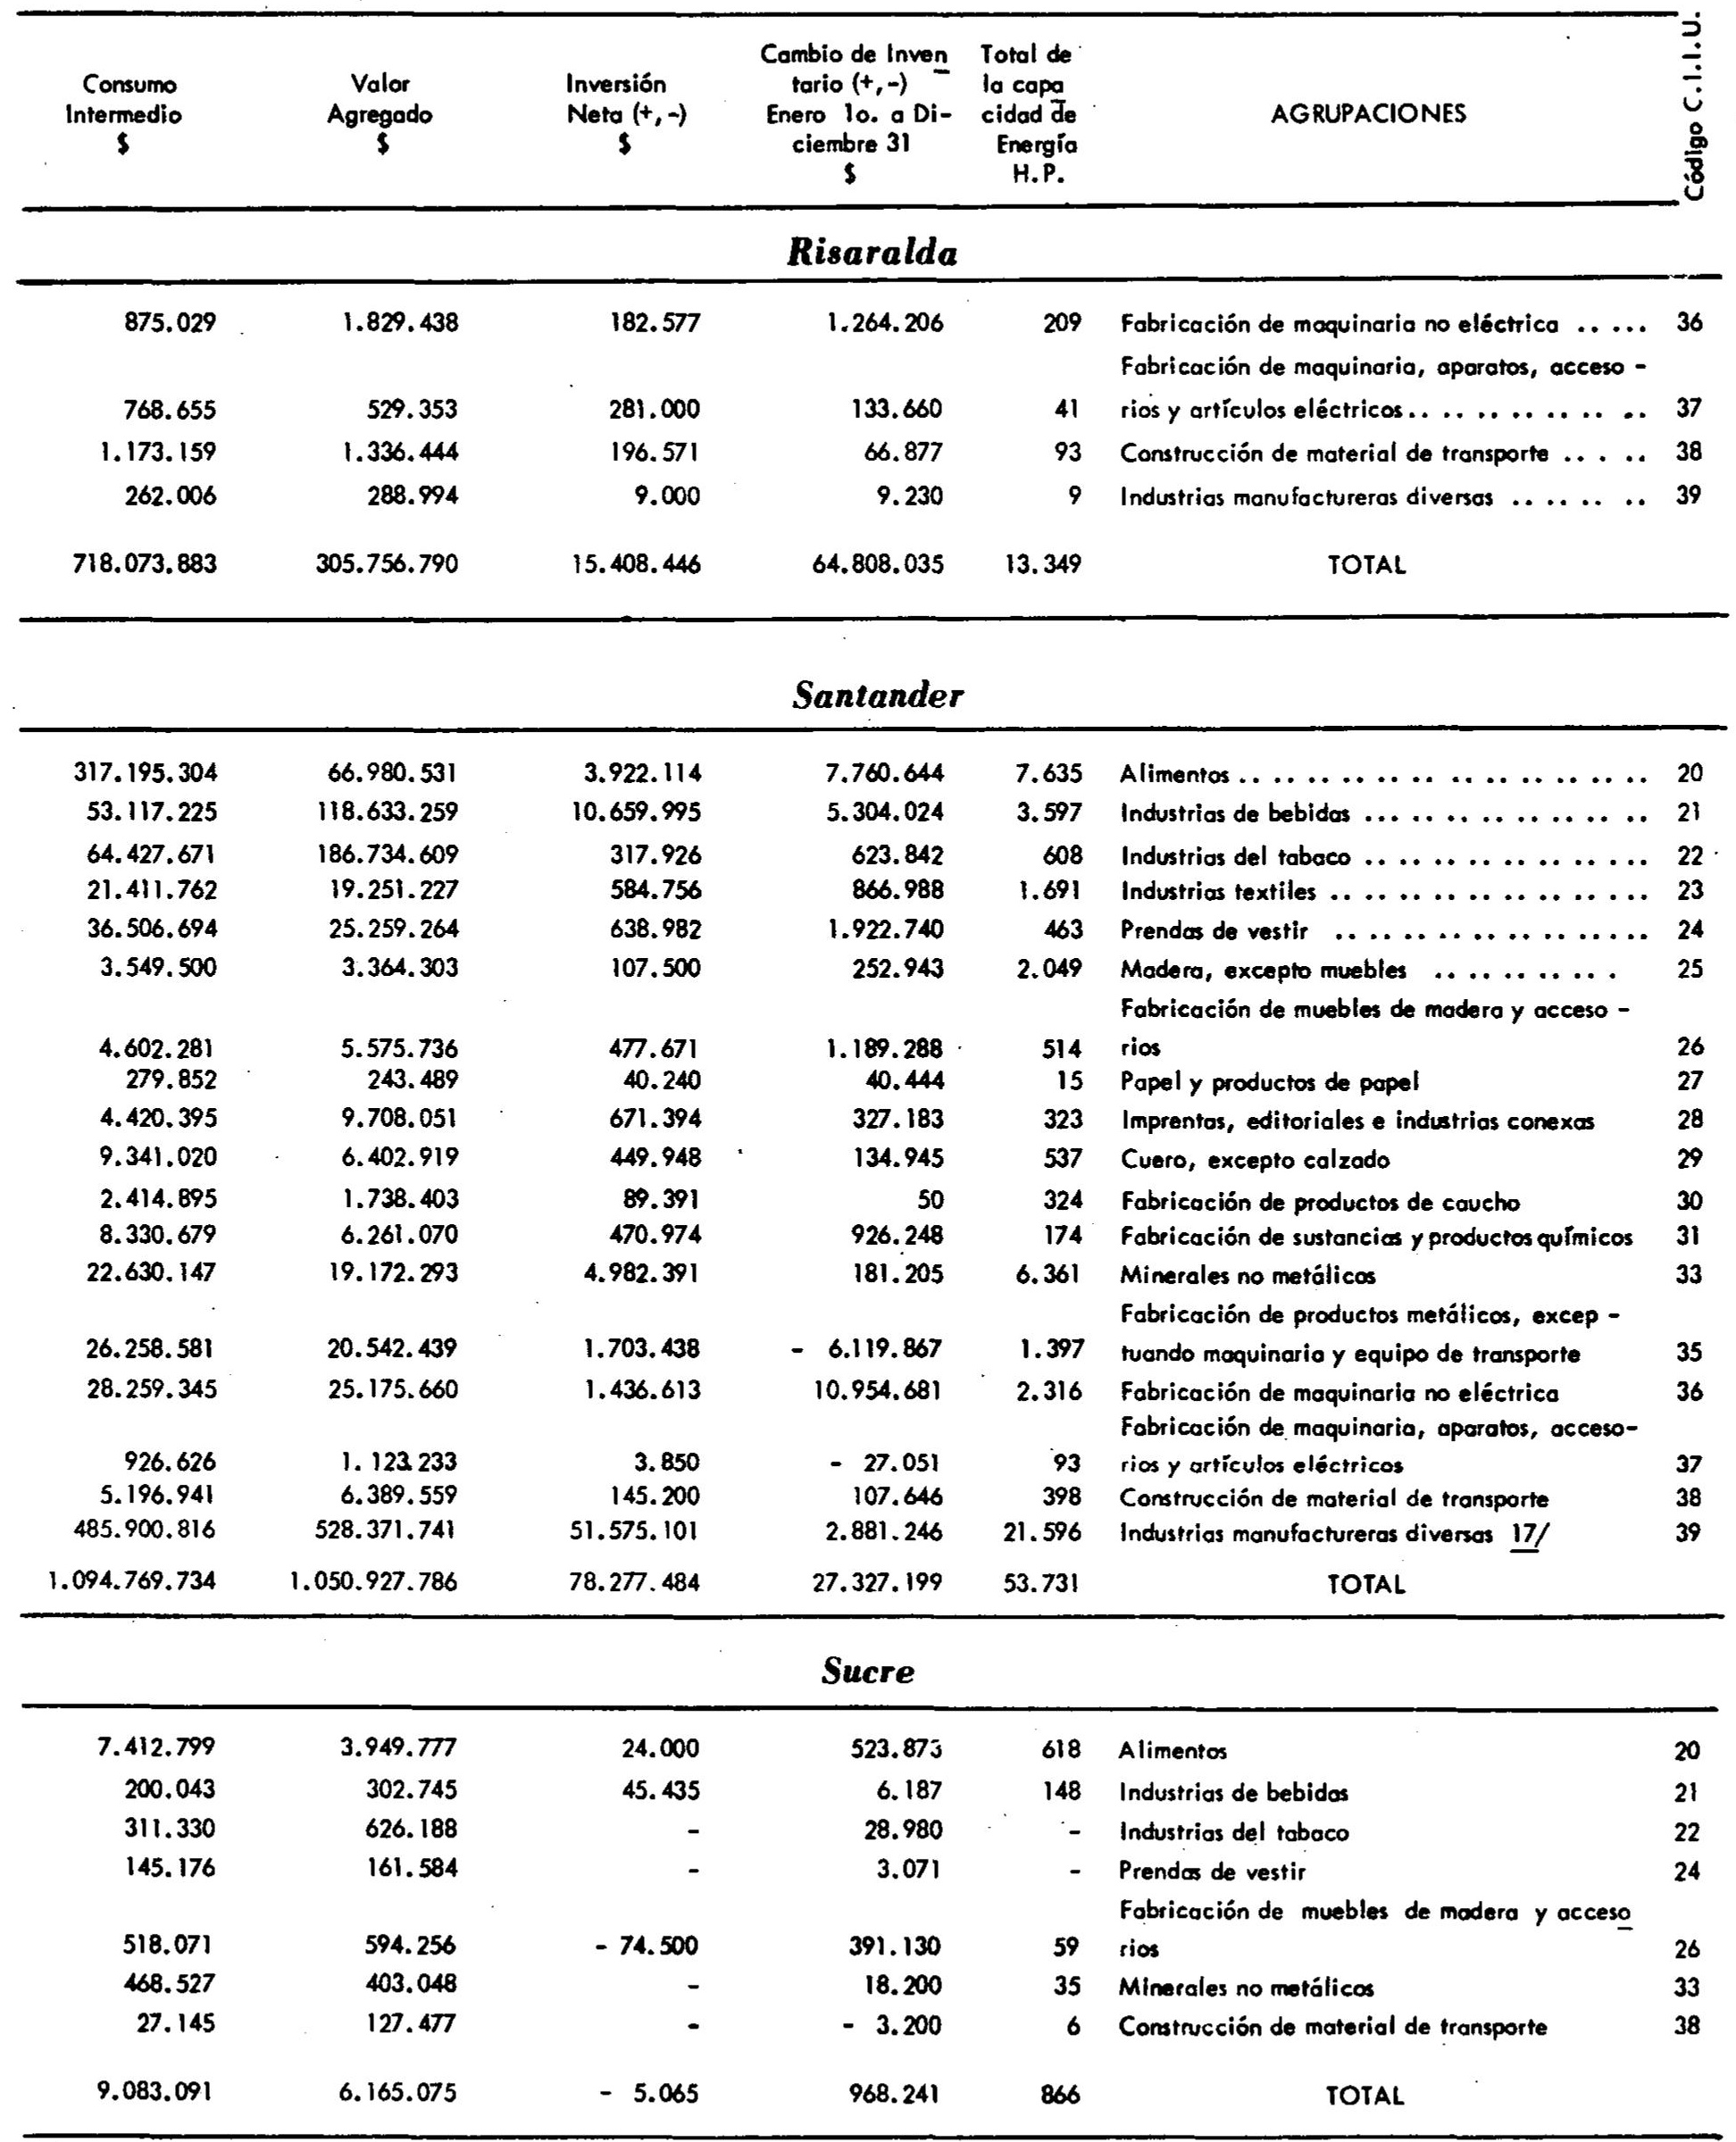 Consumo Intermedio $ Valor Agregado $ Inversión Neta (+,-) $ Cambio de Inven tario (+,-) Enero 1o. a Di- ciembre 31 $ Total de la capa cidad de Energía H.P. AGRUPACIONES Código C.I.I.U.
Risaralda
875.029 1.829.438 182.577 1.264.206 209 Fabricación de maquinaria no eléctrica ..... 36
Fabricación de maquinaria, aparatos, acceso -
768.655 529.353 281.000 133.660 41 rios y artículos eléctricos.. .. .. .. .. .. .. 37
1.173.159 1.336.444 196.571 66.877 93 Construcción de material de transporte ... . .. 38
262.006 288.994 9.000 9.230 9 Industrias manufactureras diversas .. .. .. .. 39
718.073.883 305.756.790 15.408.446 64.808.035 13.349 TOTAL
Santander
317.195.304 66.980.531 3.922.114 7.760.644 7.635 Alimentos .. .. .. .. .. .. .. .. .. .. .. .. 20
53.117.225 118.633.259 10.659.995 5.304.024 3.597 Industrias de bebidas ... .. .. .. .. .. .. .. 21
64.427.671 186.734.609 317.926 623.842 608 Industrias del tabaco .. .. .. .. .. .. .. .. 22
21.411.762 19.251.227 584.756 866.988 1.691 Industrias textiles .. .. .. .. .. .. .. .. .. 23
36.506.694 25.259.264 638.982 1.922.740 463 Prendas de vestir .. .. .. .. .. .. .. .. .. 24
3.549.500 3.364.303 107.500 252.943 2.049 Madera, excepto muebles .. .. .. .. .. . 25
Fabricación de muebles de madera y acceso -
4.602.281 5.575.736 477.671 1.189.288 514 rios 26
279.852 243.489 40.240 40.444 15 Papel y productos de papel 27
4.420.395 9.708.051 671.394 327.183 323 Imprentas, editoriales e industrias conexas 28
9.341.020 6.402.919 449.948 134.945 537 Cuero, excepto calzado 29
2.414.895 1.738.403 89.391 50 324 Fabricación de productos de caucho 30
8.330.679 6.261.070 470.974 926.248 174 Fabricación de sustancias y productos químicos 31
22.630.147 19.172.293 4.982.391 181.205 6.361 Minerales no metálicos 33
Fabricación de productos metálicos, excep -
26.258.581 20.542.439 1.703.438 - 6.119.867 1.397 tuando maquinaria y equipo de transporte 35
28.259.345 25.175.660 1.436.613 10.954.681 2.316 Fabricación de maquinaria no eléctrica 36
Fabricación de maquinaria, aparatos, acceso-
926.626 1.123.233 3.850 - 27.051 93 rios y artículos eléctricos 37
5.196.941 6.389.559 145.200 107.646 398 Construcción de material de transporte 38
485.900.816 528.371.741 51.575.101 2.881.246 21.596 Industrias manufactureras diversas 17/ 39
1.094.769.734 1.050.927.786 78.277.484 27.327.199 53.731 TOTAL
Sucre
7.412.799 3.949.777 24.000 523.873 618 Alimentos 20
200.043 302.745 45.435 6.187 148 Industrias de bebidas 21
311.330 626.188 - 28.980 - Industrias del tabaco 22
145.176 161.584 - 3.071 - Prendas de vestir 24
Fabricación de muebles de madera y acceso
518.071 594.256 - 74.500 391.130 59 rios 26
468.527 403.048 - 18.200 35 Minerales no metálicos 33
27.145 127.477 - - 3.200 6 Construcción de material de transporte 38
9.083.091 6.165.075 - 5.065 968.241 866 TOTAL